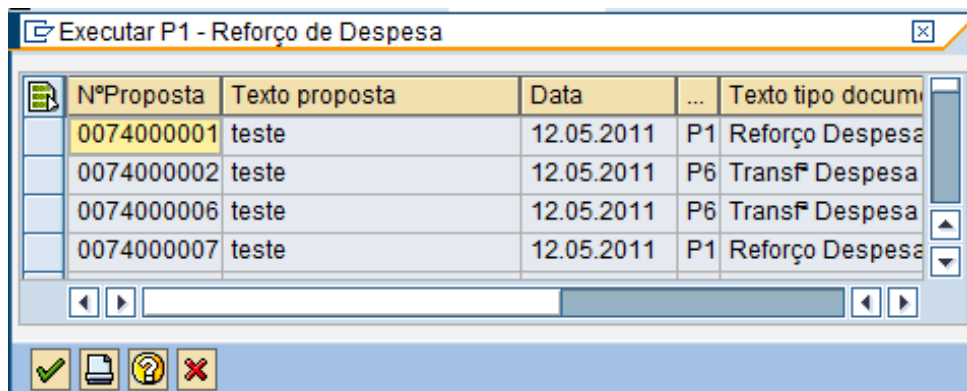 Executar P1 - Reforço de Despesa
NºProposta Texto proposta Data ... Texto tipo docum
0074000001 teste 12.05.2011 P1 Reforço Despesa
0074000002 teste 12.05.2011 P6 Transfª Despesa
0074000006 teste 12.05.2011 P6 Transfª Despesa
0074000007 teste 12.05.2011 P1 Reforço Despesa